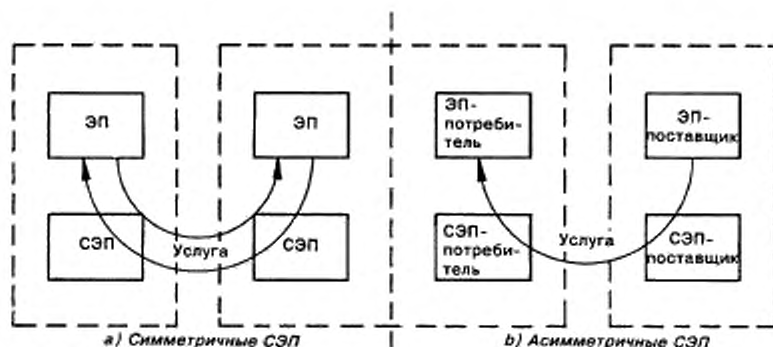 ЭП
ЭП
СЭП
Услуга
СЭП
а) Симметричные СЭП
ЭП-
потреби-
тель
ЭП-
поставщик
СЭП-
потреби-
тель
Услуга
СЭП-
поставщик
b) Асимметричные СЭП